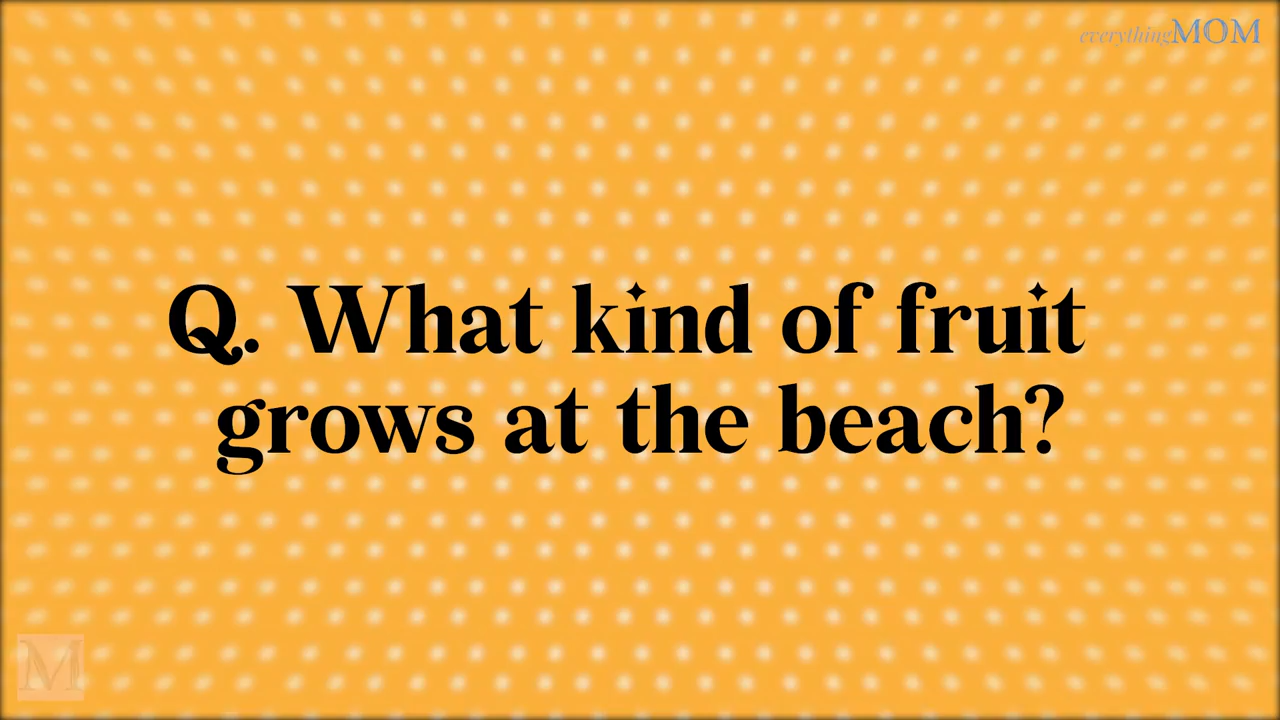 everythingMOM
Q. What kind of fruit
grows at the beach?
M